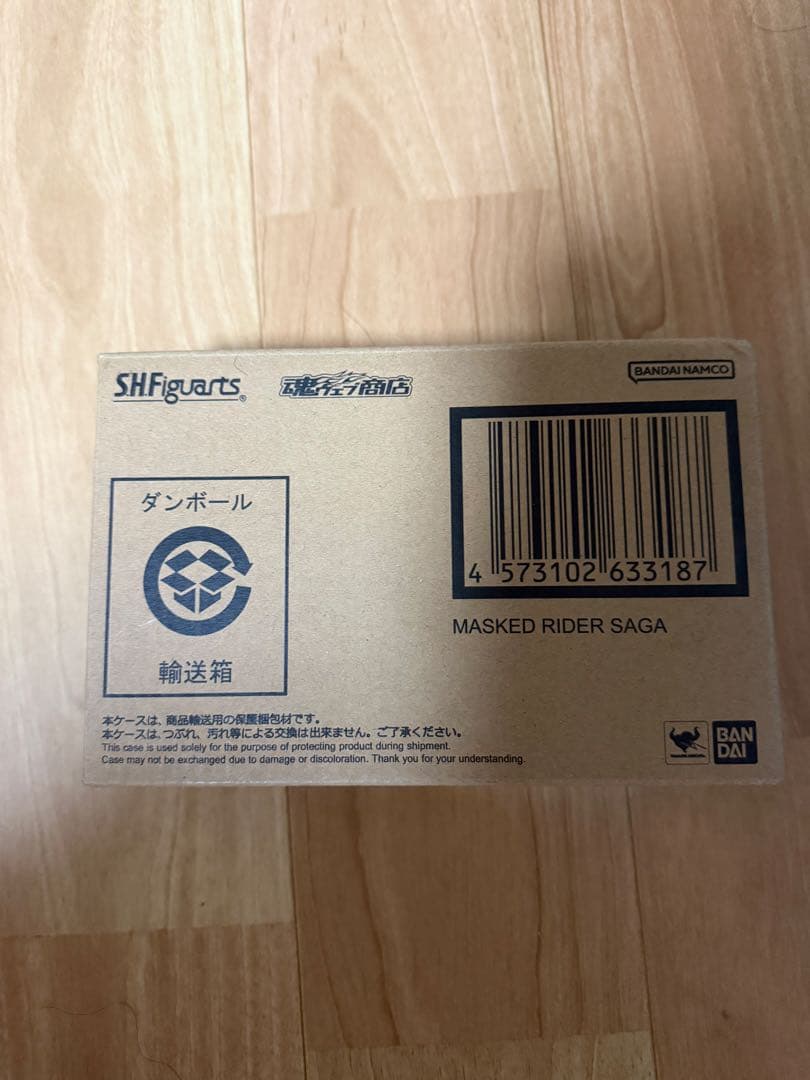 S.H.Figuarts®
魂ウェブ商店
BANDAI NAMCO
ダンボール
輸送箱
4 573102 633187
MASKED RIDER SAGA
本ケースは、商品輸送用の保護梱包材です。
本ケースは、つぶれ、汚れ等による交換は出来ません。ご了承ください。
This case is used solely for the purpose of protecting product during shipment.
Case may not be exchanged due to damage or discoloration. Thank you for your understanding.
BAN
DAI